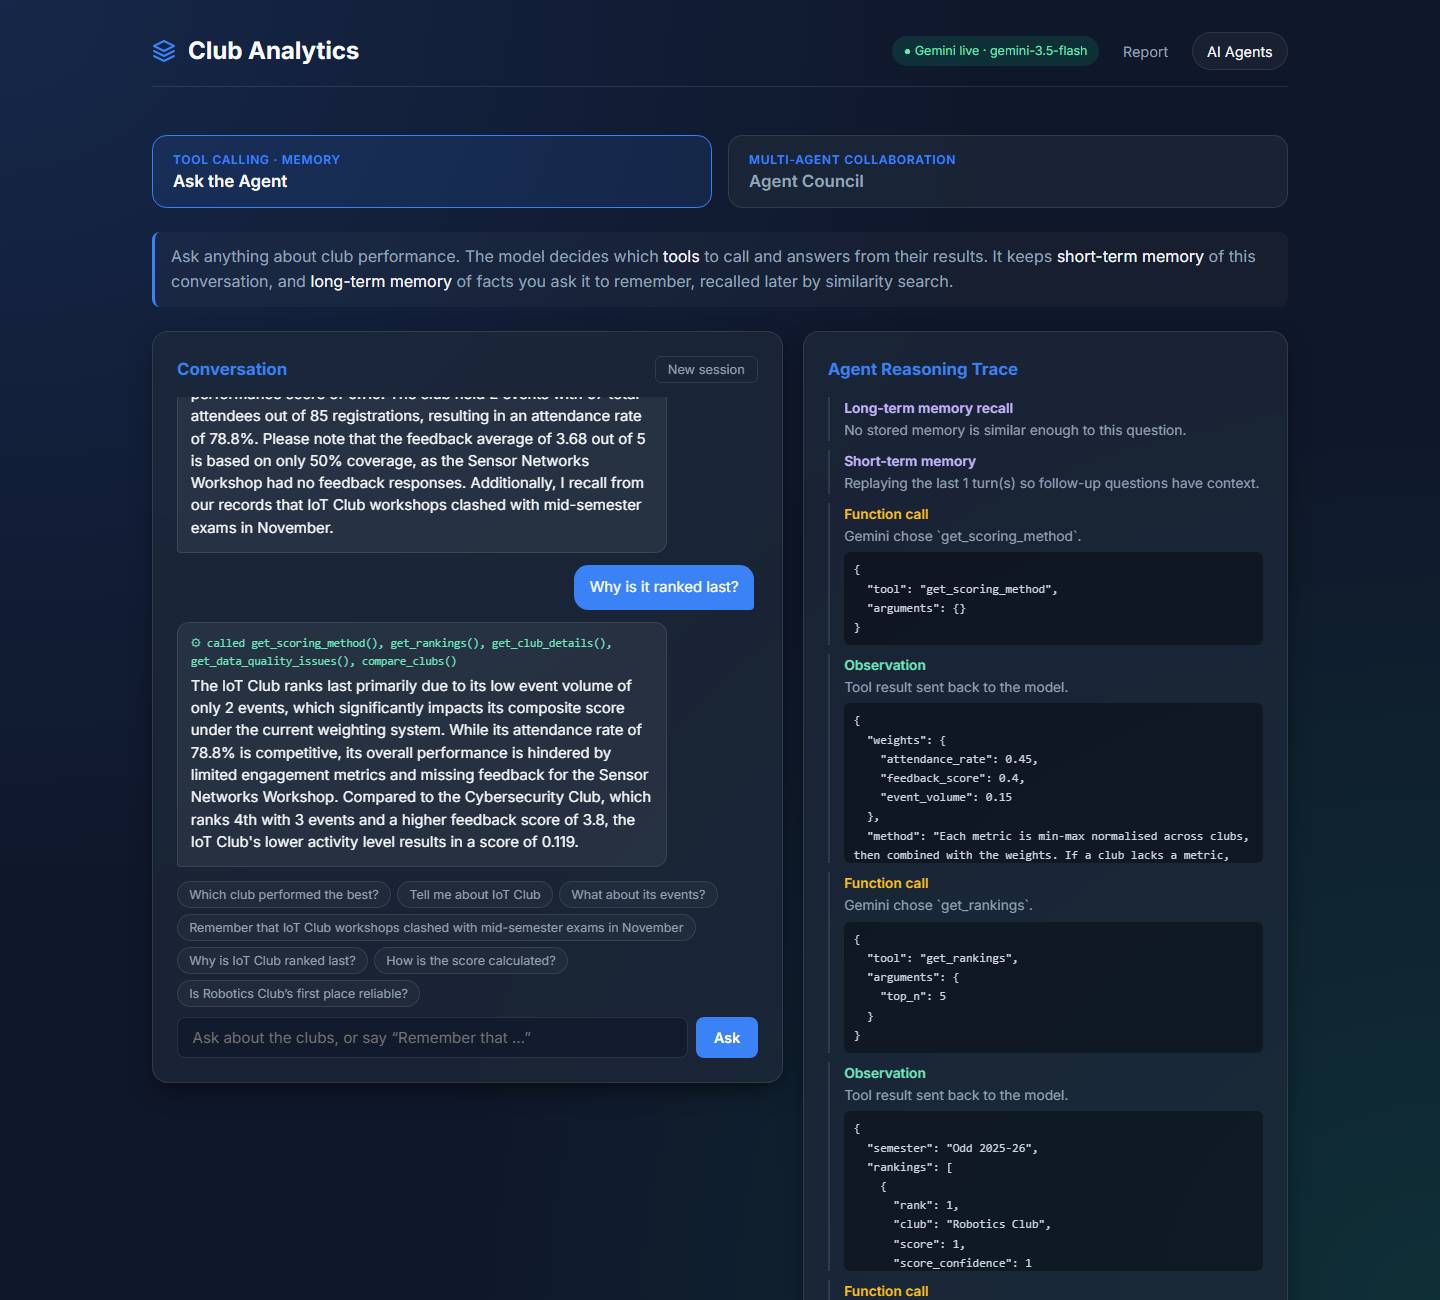 Club Analytics
● Gemini live · gemini-3.5-flash
Report
AI Agents
TOOL CALLING · MEMORY
Ask the Agent
MULTI-AGENT COLLABORATION
Agent Council
Ask anything about club performance. The model decides which tools to call and answers from their results. It keeps short-term memory of this
conversation, and long-term memory of facts you ask it to remember, recalled later by similarity search.
Conversation
New session
attendees out of 85 registrations, resulting in an attendance rate
of 78.8%. Please note that the feedback average of 3.68 out of 5
is based on only 50% coverage, as the Sensor Networks
Workshop had no feedback responses. Additionally, I recall from
our records that IoT Club workshops clashed with mid-semester
exams in November.
Why is it ranked last?
⚙ called get_scoring_method(), get_rankings(), get_club_details(),
get_data_quality_issues(), compare_clubs()
The IoT Club ranks last primarily due to its low event volume of
only 2 events, which significantly impacts its composite score
under the current weighting system. While its attendance rate of
78.8% is competitive, its overall performance is hindered by
limited engagement metrics and missing feedback for the Sensor
Networks Workshop. Compared to the Cybersecurity Club, which
ranks 4th with 3 events and a higher feedback score of 3.8, the
IoT Club's lower activity level results in a score of 0.119.
Which club performed the best?
Tell me about IoT Club
What about its events?
Remember that IoT Club workshops clashed with mid-semester exams in November
Why is IoT Club ranked last?
How is the score calculated?
Is Robotics Club's first place reliable?
Ask about the clubs, or say “Remember that …”
Ask
Agent Reasoning Trace
Long-term memory recall
No stored memory is similar enough to this question.
Short-term memory
Replaying the last 1 turn(s) so follow-up questions have context.
Function call
Gemini chose `get_scoring_method`.
{
"tool": "get_scoring_method",
"arguments": {}
}
Observation
Tool result sent back to the model.
{
"weights": {
"attendance_rate": 0.45,
"feedback_score": 0.4,
"event_volume": 0.15
},
"method": "Each metric is min-max normalised across clubs,
then combined with the weights. If a club lacks a metric,
Function call
Gemini chose `get_rankings`.
{
"tool": "get_rankings",
"arguments": {
"top_n": 5
}
}
Observation
Tool result sent back to the model.
{
"semester": "Odd 2025-26",
"rankings": [
{
"rank": 1,
"club": "Robotics Club",
"score": 1,
"score_confidence": 1
Function call